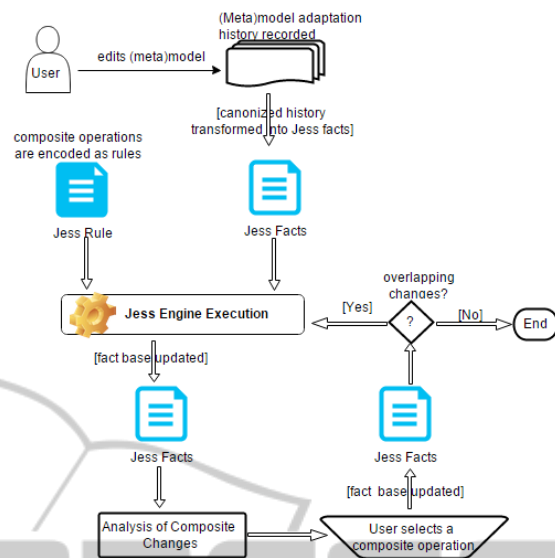 (Meta)model adaptation
history recorded
User
edits (meta)model
[canonized history
transformed into Jess facts]
composite operations
are encoded as rules
Jess Rule
Jess Facts
overlapping
changes?
Jess Engine Execution
[Yes]
?
[No]
End
[fact base updated]
Jess Facts
Jess Facts
[fact base updated]
Analysis of Composite
Changes
User selects a
composite operation